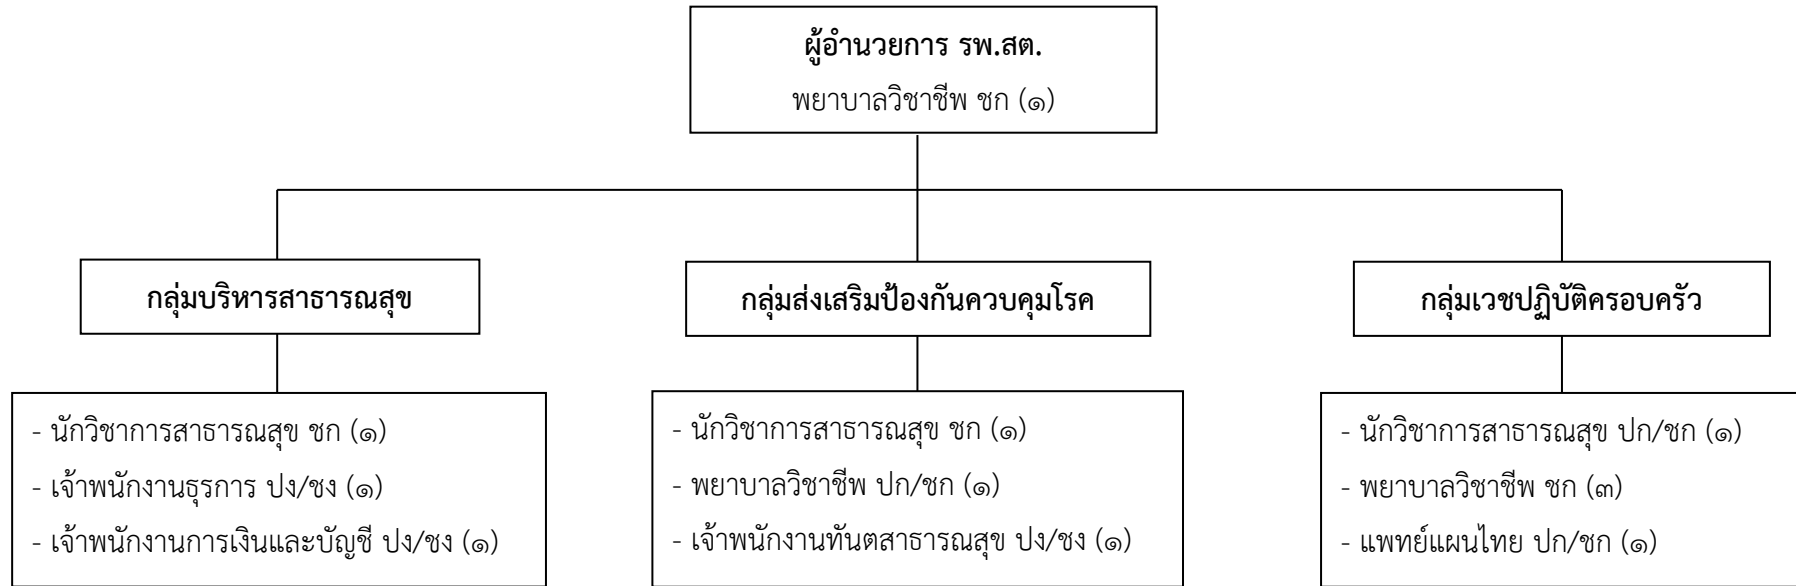 ผู้อำนวยการ รพ.สต.
พยาบาลวิชาชีพ ชก (๑)
กลุ่มบริหารสาธารณสุข
- นักวิชาการสาธารณสุข ชก (๑)
- เจ้าพนักงานธุรการ ปง/ชง (๑)
- เจ้าพนักงานการเงินและบัญชี ปง/ชง (๑)
กลุ่มส่งเสริมป้องกันควบคุมโรค
- นักวิชาการสาธารณสุข ชก (๑)
- พยาบาลวิชาชีพ ปก/ชก (๑)
- เจ้าพนักงานทันตสาธารณสุข ปง/ชง (๑)
กลุ่มเวชปฏิบัติครอบครัว
- นักวิชาการสาธารณสุข ปก/ชก (๑)
- พยาบาลวิชาชีพ ชก (๓)
- แพทย์แผนไทย ปก/ชก (๑)